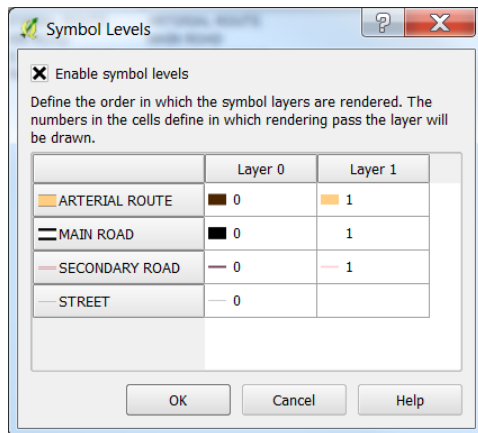 Symbol Levels
Enable symbol levels
Define the order in which the symbol layers are rendered. The
numbers in the cells define in which rendering pass the layer will
be drawn.
Layer 0 Layer 1
ARTERIAL ROUTE 0 1
MAIN ROAD 0 1
SECONDARY ROAD 0 1
STREET 0
OK Cancel Help